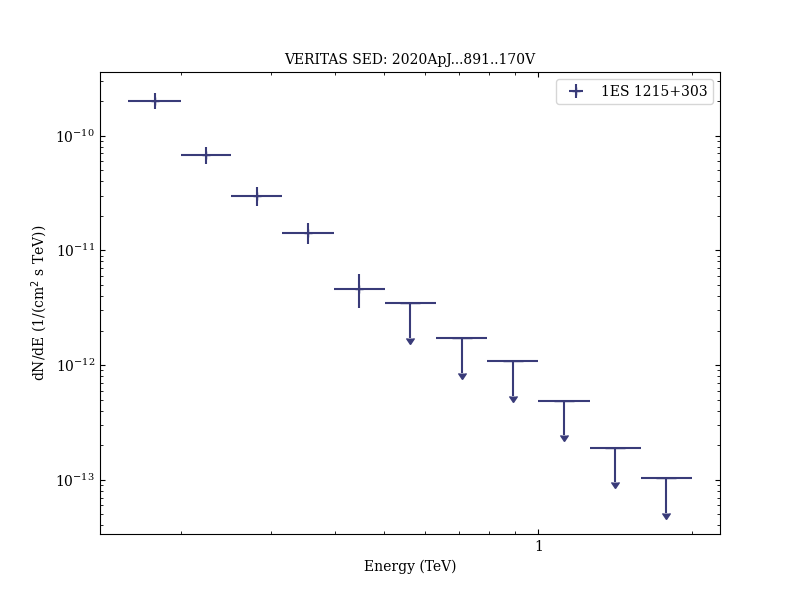 VERITAS SED: 2020ApJ...891..170V
1ES 1215+303
10⁻¹⁰
10⁻¹¹
10⁻¹²
10⁻¹³
dN/dE (1/(cm² s TeV))
1
Energy (TeV)